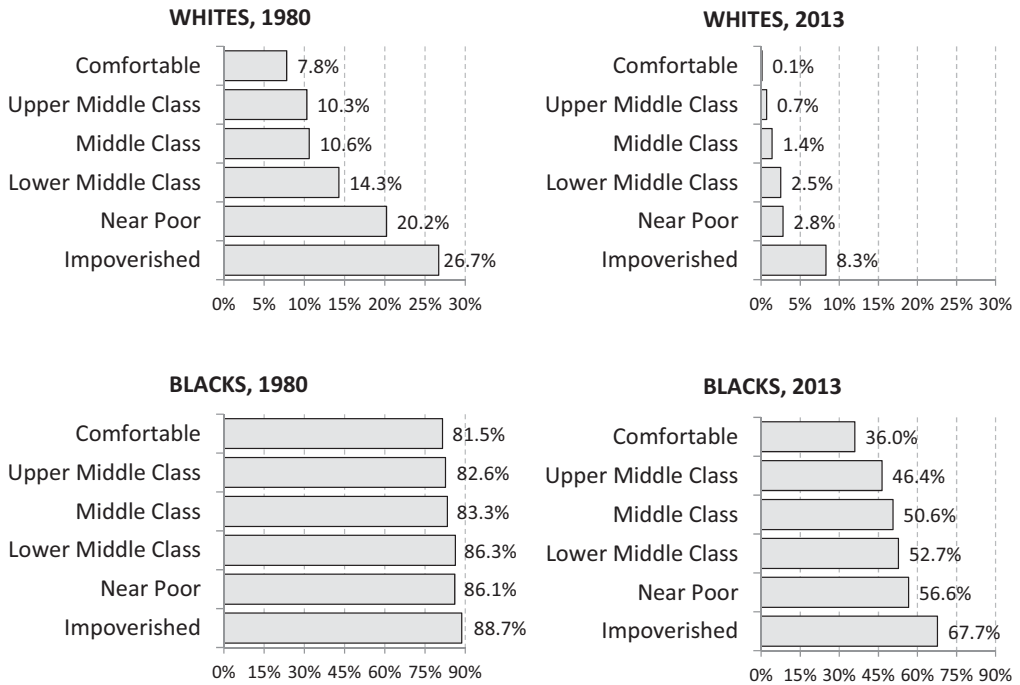 WHITES, 1980
Comfortable 7.8%
Upper Middle Class 10.3%
Middle Class 10.6%
Lower Middle Class 14.3%
Near Poor 20.2%
Impoverished 26.7%
0% 5% 10% 15% 20% 25% 30%
WHITES, 2013
Comfortable 0.1%
Upper Middle Class 0.7%
Middle Class 1.4%
Lower Middle Class 2.5%
Near Poor 2.8%
Impoverished 8.3%
0% 5% 10% 15% 20% 25% 30%
BLACKS, 1980
Comfortable 81.5%
Upper Middle Class 82.6%
Middle Class 83.3%
Lower Middle Class 86.3%
Near Poor 86.1%
Impoverished 88.7%
0% 15% 30% 45% 60% 75% 90%
BLACKS, 2013
Comfortable 36.0%
Upper Middle Class 46.4%
Middle Class 50.6%
Lower Middle Class 52.7%
Near Poor 56.6%
Impoverished 67.7%
0% 15% 30% 45% 60% 75% 90%